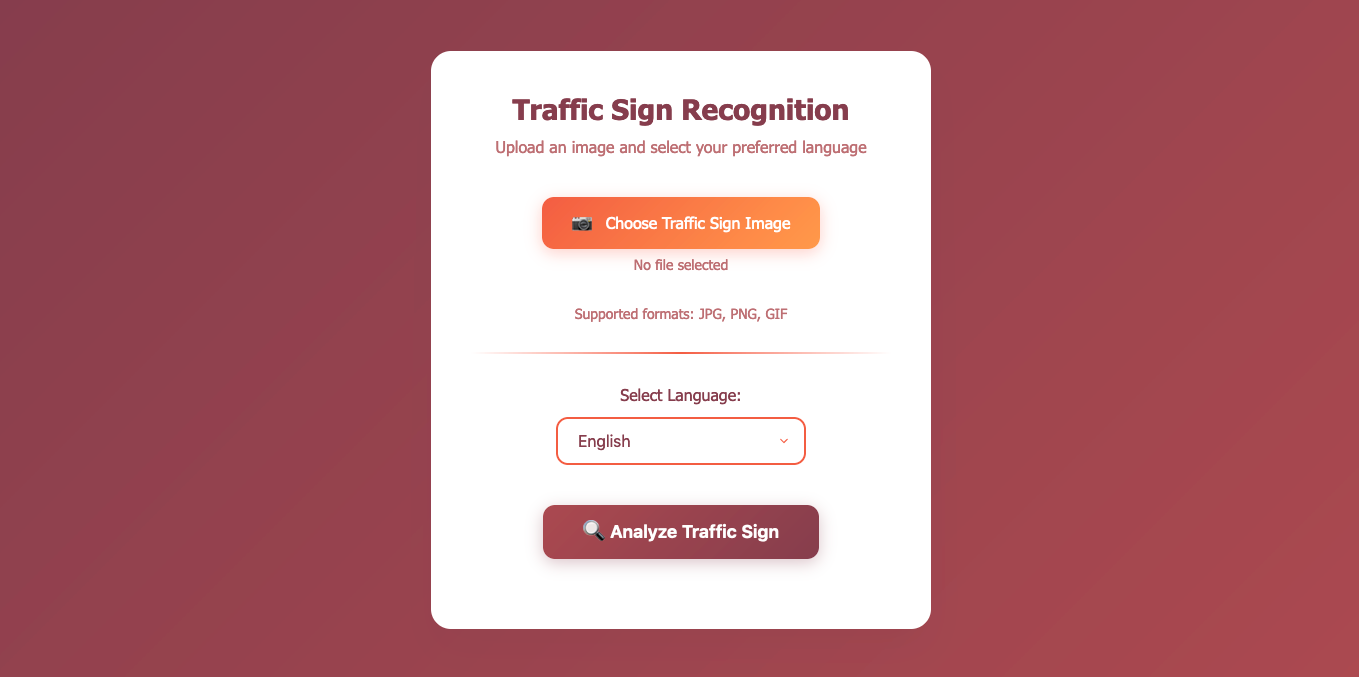 Traffic Sign Recognition
Upload an image and select your preferred language
Choose Traffic Sign Image
No file selected
Supported formats: JPG, PNG, GIF
Select Language:
English
Analyze Traffic Sign